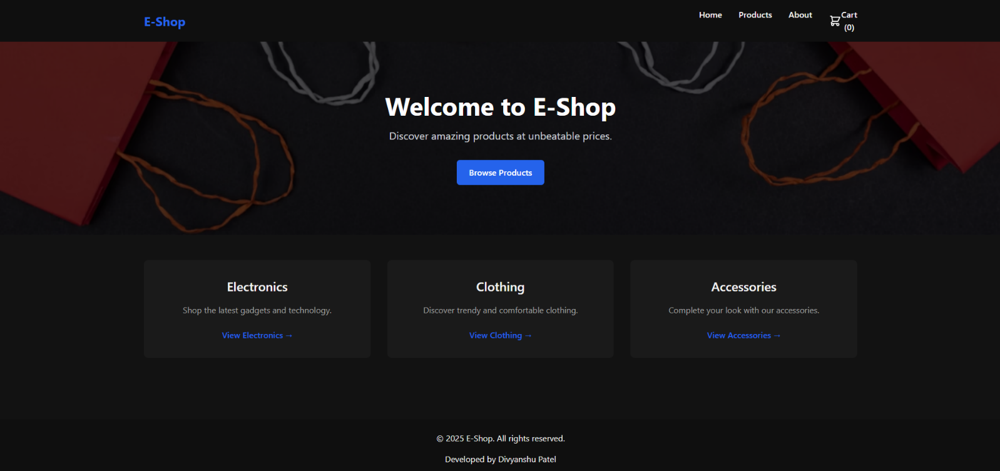 E-Shop
Home
Products
About
Cart
(0)
Welcome to E-Shop
Discover amazing products at unbeatable prices.
Browse Products
Electronics
Shop the latest gadgets and technology.
View Electronics →
Clothing
Discover trendy and comfortable clothing.
View Clothing →
Accessories
Complete your look with our accessories.
View Accessories →
© 2025 E-Shop. All rights reserved.
Developed by Divyanshu Patel